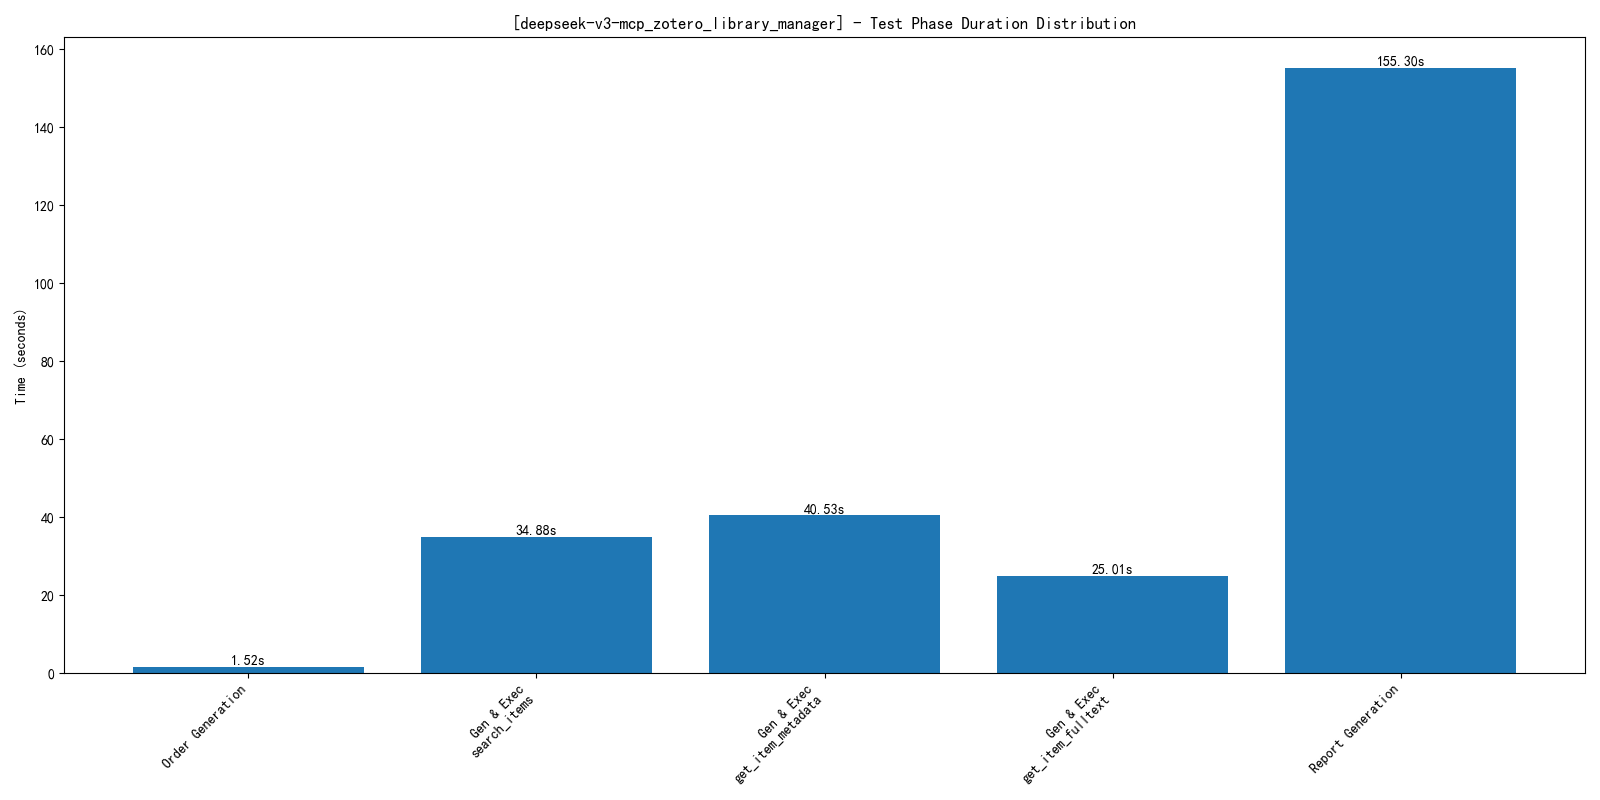 [deepseek-v3-mcp_zotero_library_manager] - Test Phase Duration Distribution
Time (seconds)
160
140
120
100
80
60
40
20
0
1.52s
34.88s
40.53s
25.01s
155.30s
Order Generation
Gen & Exec
search_items
Gen & Exec
get_item_metadata
Gen & Exec
get_item_fulltext
Report Generation